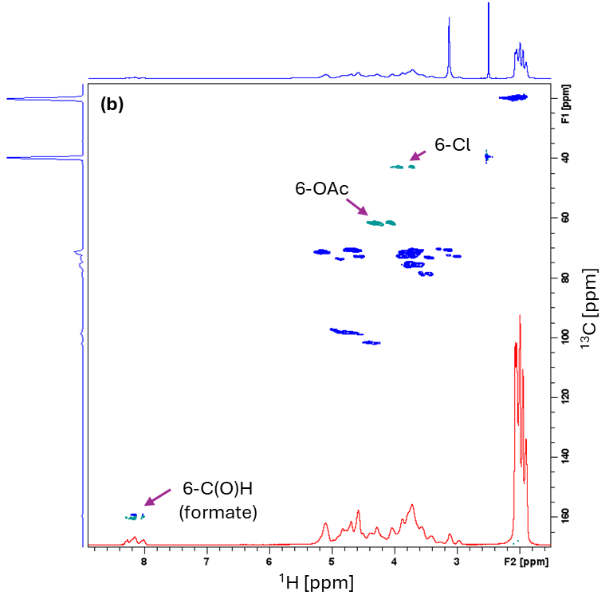 (b)
F1 [ppm]
6-Cl
40
6-OAc
60
80
13C [ppm]
100
120
140
6-C(O)H
(formate)
160
8
7
6
5
4
3
F2 [ppm]
1H [ppm]